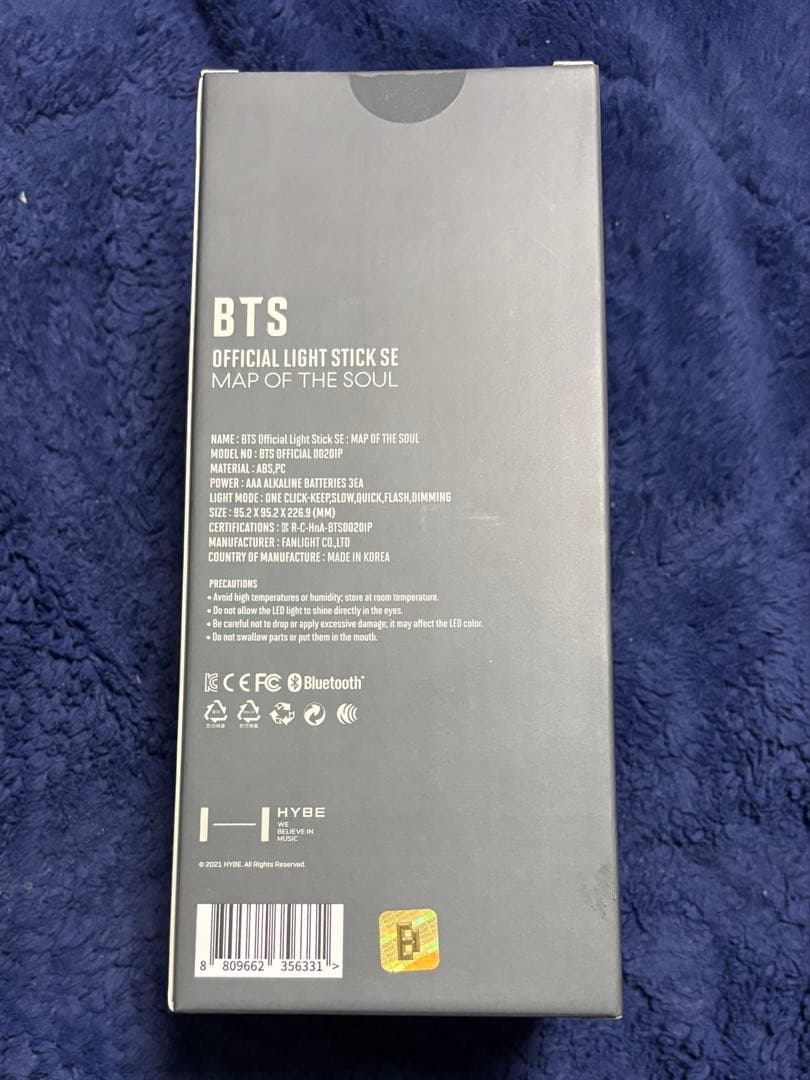 BTS
OFFICIAL LIGHT STICK SE
MAP OF THE SOUL
NAME : BTS Official Light Stick SE : MAP OF THE SOUL
MODEL NO : BTS OFFICIAL 0020IP
MATERIAL : ABS,PC
POWER : AAA ALKALINE BATTERIES 3EA
LIGHT MODE : ONE CLICK-KEEP,SLOW,QUICK,FLASH,DIMMING
SIZE : 95.2 X 95.2 X 226.9 (MM)
CERTIFICATIONS : R-C-HnA-BTS0020IP
MANUFACTURER : FANLIGHT CO.,LTD
COUNTRY OF MANUFACTURE : MADE IN KOREA
PRECAUTIONS
• Avoid high temperatures or humidity; store at room temperature.
• Do not allow the LED light to shine directly in the eyes.
• Be careful not to drop or apply excessive damage; it may affect the LED color.
• Do not swallow parts or put them in the mouth.
CE FC Bluetooth®
HYBE
WE
BELIEVE IN
MUSIC
© 2021 HYBE. All Rights Reserved.
8 809662 356331 >